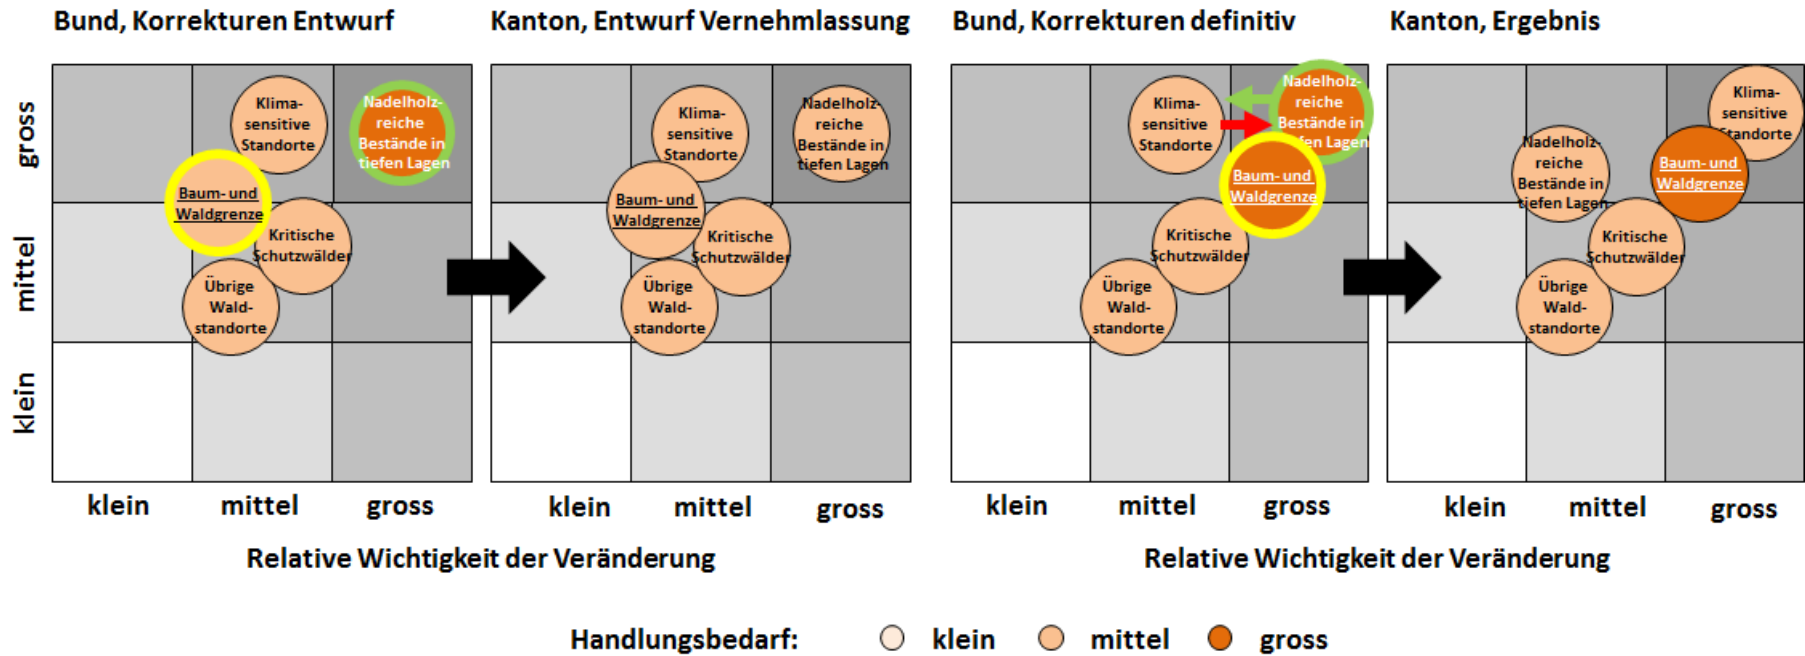 Bund, Korrekturen Entwurf
Kanton, Entwurf Vernehmlassung
Bund, Korrekturen definitiv
Kanton, Ergebnis
gross
mittel
klein
Klima-
sensitive
Standorte
Nadelholz-
reiche
Bestände in
tiefen Lagen
Baum- und
Waldgrenze
Kritische
Schutzwälder
Übrige
Wald-
standorte
klein
mittel
gross
Klima-
sensitive
Standorte
Nadelholz-
reiche
Bestände in
tiefen Lagen
Baum- und
Waldgrenze
Kritische
Schutzwälder
Übrige
Wald-
standorte
klein
mittel
gross
Relative Wichtigkeit der Veränderung
Klima-
sensitive
Standorte
Nadelholz-
reiche
Bestände in
tiefen Lagen
Baum- und
Waldgrenze
Kritische
Schutzwälder
Übrige
Wald-
standorte
klein
mittel
gross
Klima-
sensitive
Standorte
Nadelholz-
reiche
Bestände in
tiefen Lagen
Baum- und
Waldgrenze
Kritische
Schutzwälder
Übrige
Wald-
standorte
klein
mittel
gross
Relative Wichtigkeit der Veränderung
Handlungsbedarf:
klein
mittel
gross